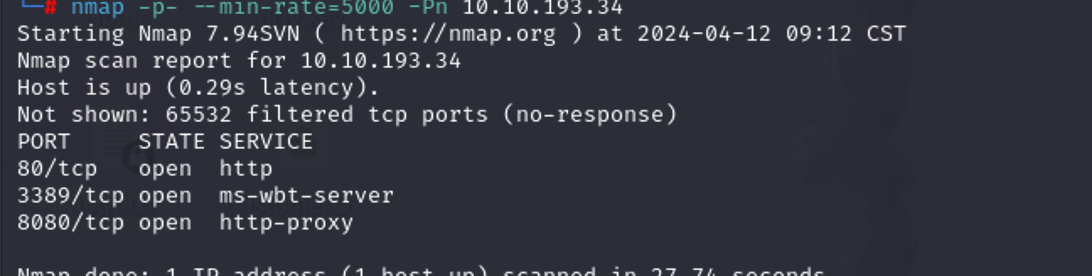 └─# nmap -p- --min-rate=5000 -Pn 10.10.193.34
Starting Nmap 7.94SVN ( https://nmap.org ) at 2024-04-12 09:12 CST
Nmap scan report for 10.10.193.34
Host is up (0.29s latency).
Not shown: 65532 filtered tcp ports (no-response)
PORT     STATE SERVICE
80/tcp   open  http
3389/tcp open  ms-wbt-server
8080/tcp open  http-proxy
Nmap done: 1 IP address (1 host up) scanned in 27.74 seconds